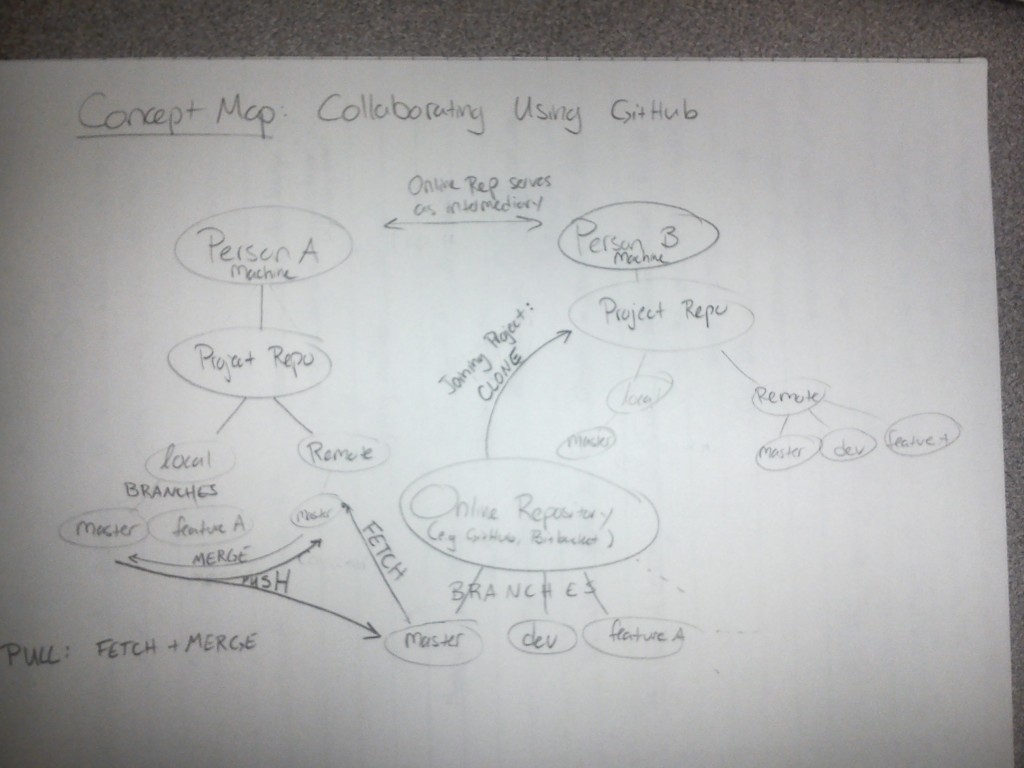 Concept Map: Collaborating Using GitHub
Online Rep serves
as intermediary
Person A
Machine
Person B
Machine
Project Repo
Project Repo
Joining Project:
CLONE
local
Remote
master
master
dev
feature A
local
Remote
BRANCHES
master
feature A
master
MERGE
PUSH
FETCH
Online Repository
(e.g GitHub, Bitbucket)
BRANCHES
master
dev
feature A
PULL: FETCH + MERGE